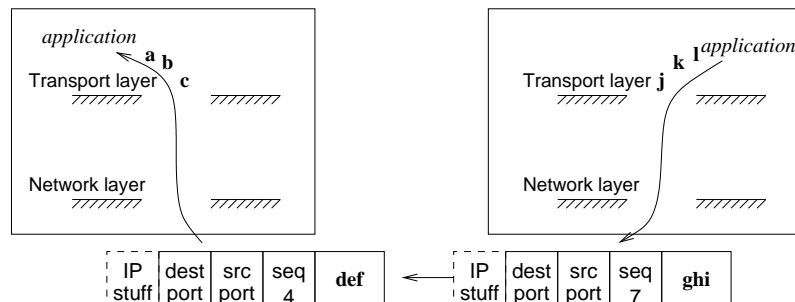 application a b c
Transport layer
Network layer
application l k j
Transport layer
Network layer
IP stuff dest port src port seq 4 def
IP stuff dest port src port seq 7 ghi